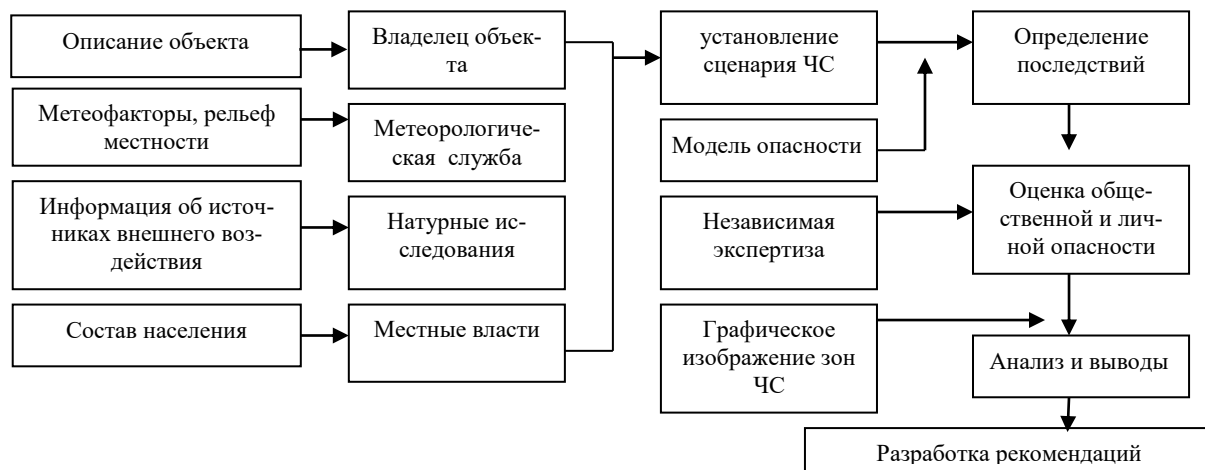 Описание объекта
Владелец объек-
та
установление
сценария ЧС
Определение
последствий
Метеофакторы, рельеф
местности
Метеорологиче-
ская служба
Модель опасности
Информация об источ-
никах внешнего воз-
действия
Натурные ис-
следования
Независимая
экспертиза
Оценка обще-
ственной и лич-
ной опасности
Состав населения
Местные власти
Графическое
изображение зон
ЧС
Анализ и выводы
Разработка рекомендаций